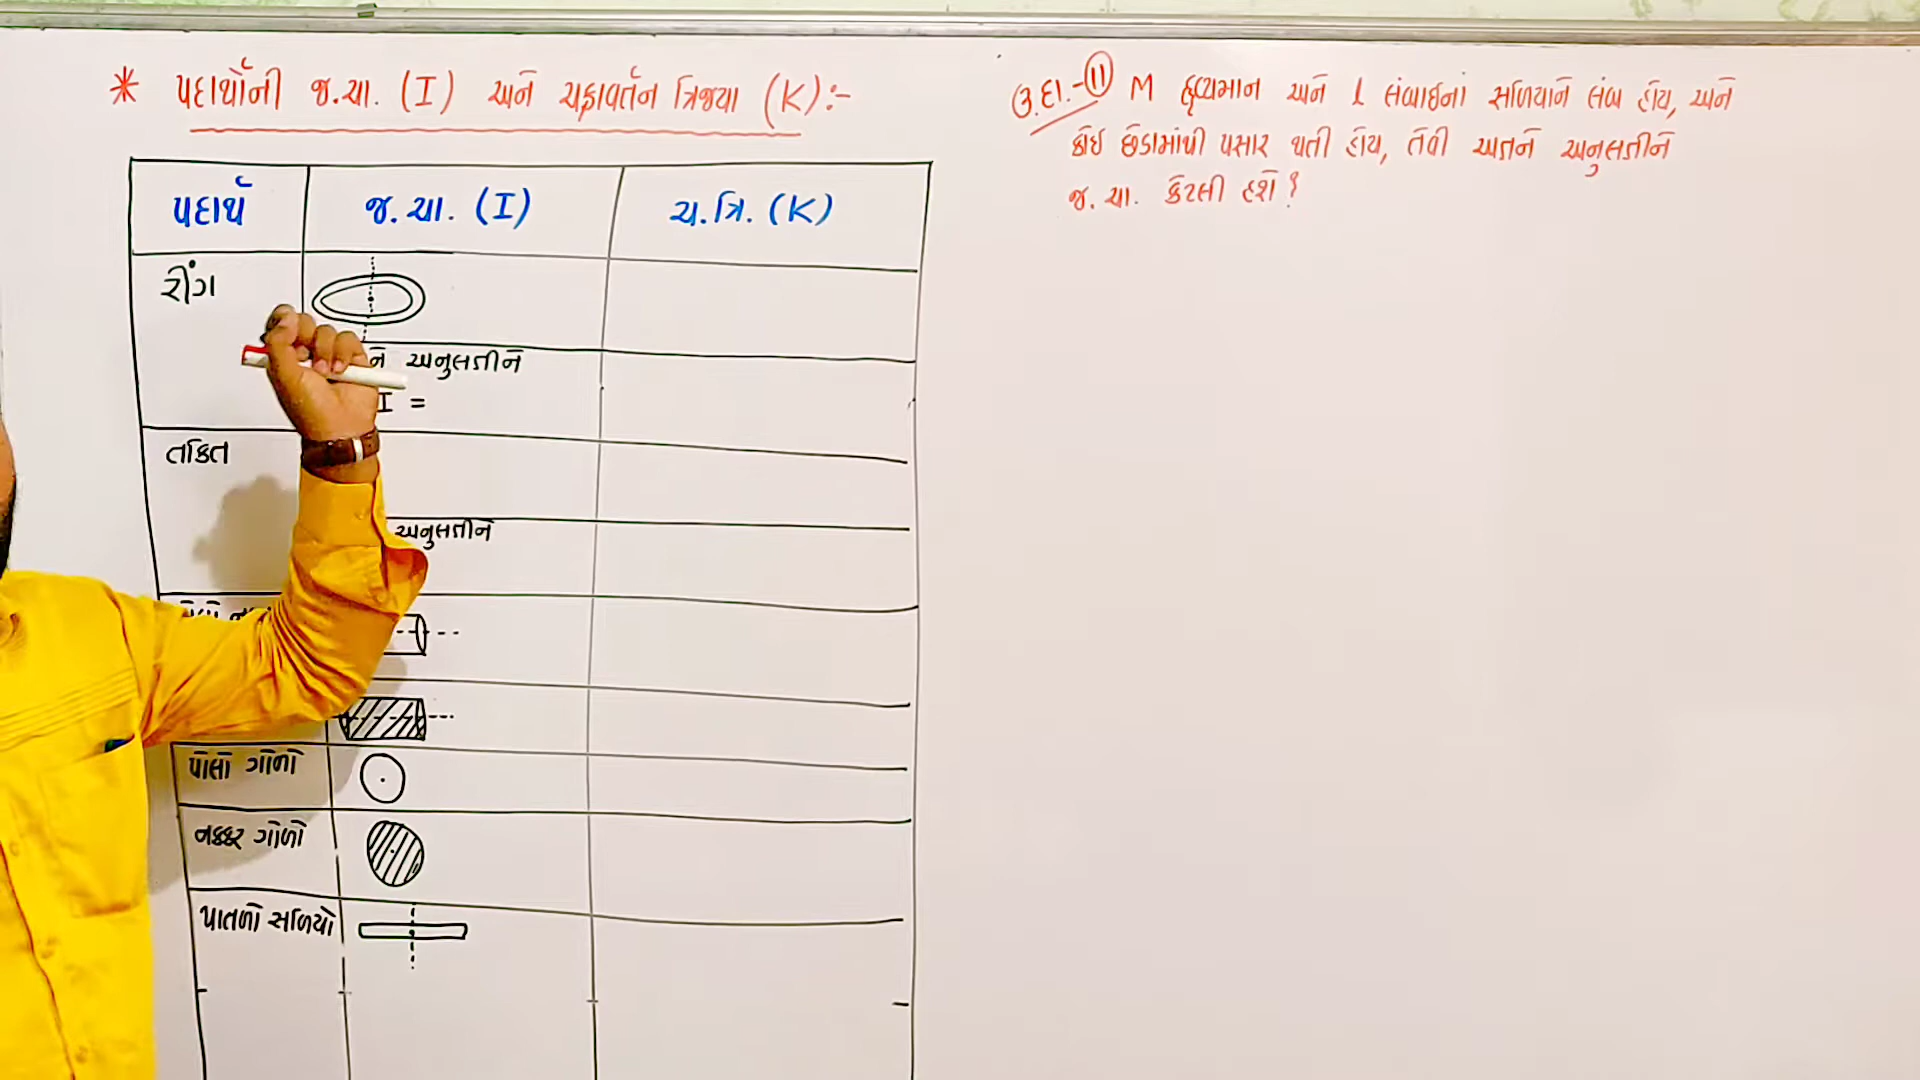 * પદાર્થોની જ.ચા. (I) અને ચક્રાવર્તન ત્રિજ્યા (K):-
પદાર્થ જ.ચા. (I) ચ.ત્રિ. (K)
રીંગ
અનુલક્ષીને
I =
તક્તિ
અનુલક્ષીને
પોલો ગોળો
નક્કર ગોળો
પાતળો સળિયો
ઉ.દા.-11 M દ્રવ્યમાન અને l લંબાઈનાં સળિયાને લંબ હોય, અને
કોઈ છેડામાંથી પસાર થતી હોય, તેવી અક્ષને અનુલક્ષીને
જ. ચા. કેટલી હશે ?